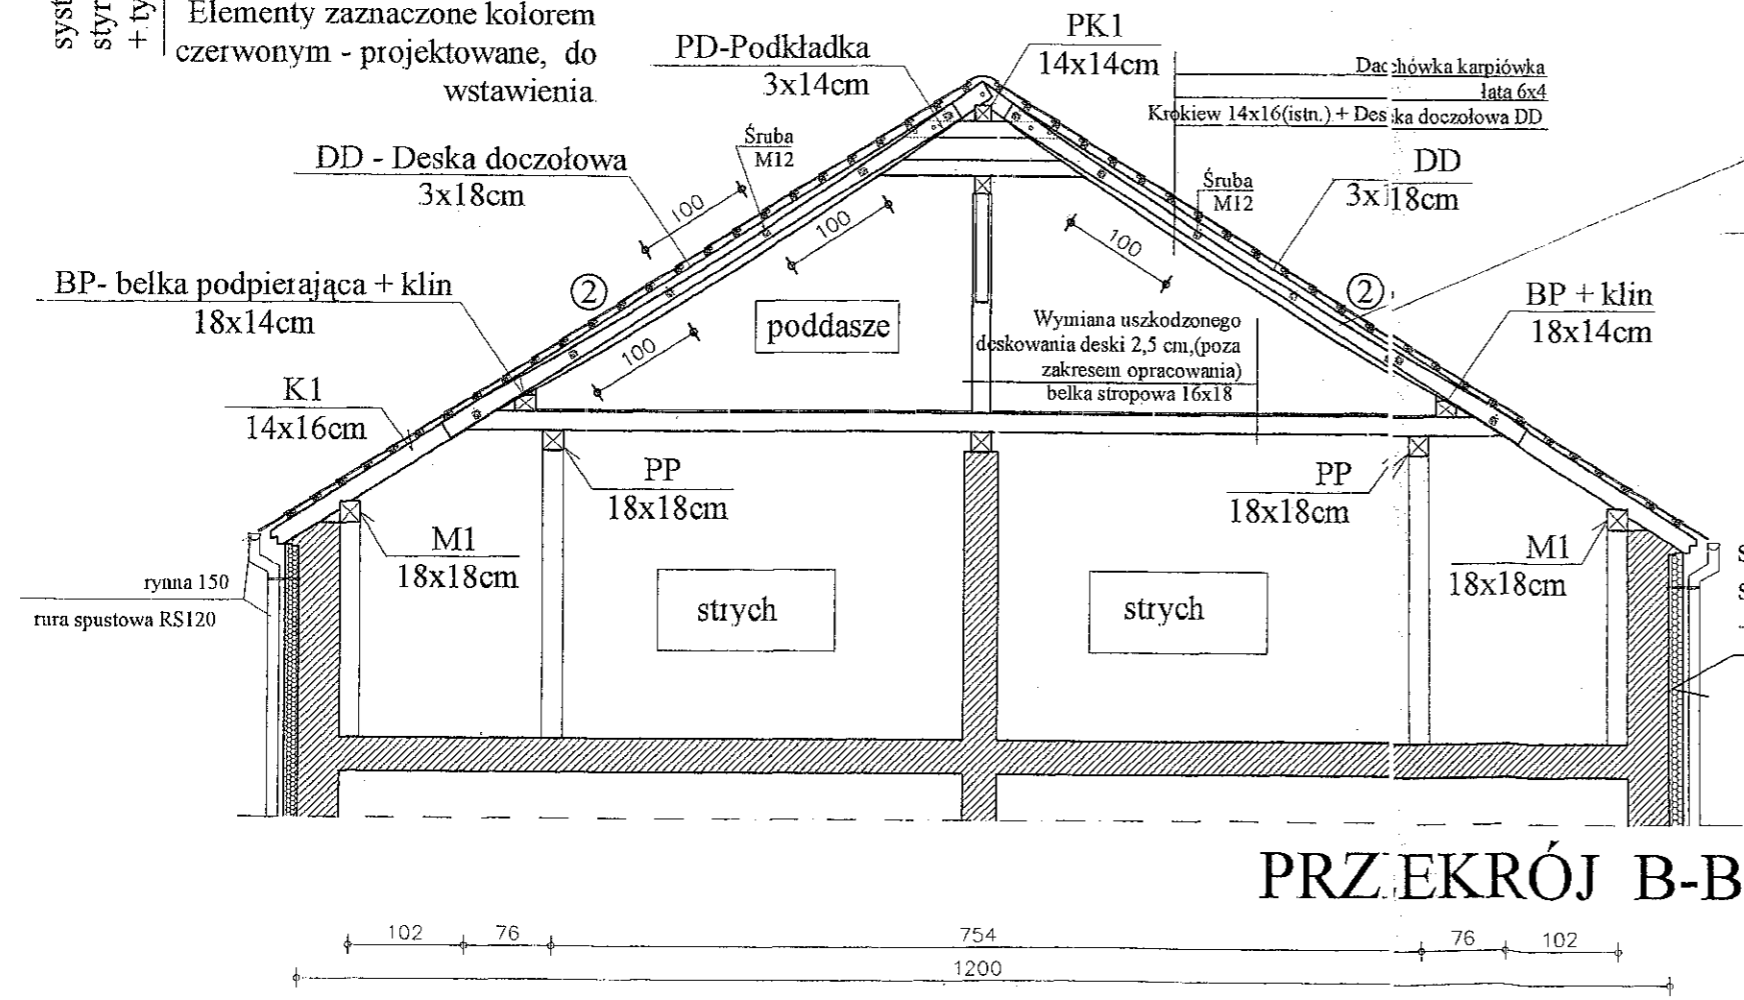 syst
styr
+ ty
Elementy zaznaczone kolorem
czerwonym - projektowane, do
wstawienia
PD-Podkładka
3x14cm
PK1
14x14cm
Dachówka karpiówka
łata 6x4
Krokiew 14x16(istn.) + Deska doczołowa DD
Śruba
M12
DD - Deska doczołowa
3x18cm
DD
3x18cm
Śruba
M12
100
100
100
100
BP- belka podpierająca + klin
18x14cm
2
2
BP + klin
18x14cm
poddasze
Wymiana uszkodzonego
deskowania deski 2,5 cm,(poza
zakresem opracowania)
belka stropowa 16x18
K1
14x16cm
PP
18x18cm
PP
18x18cm
M1
18x18cm
M1
18x18cm
rynna 150
rura spustowa RS120
strych
strych
PRZEKRÓJ B-B
102 76 754 76 102
1200